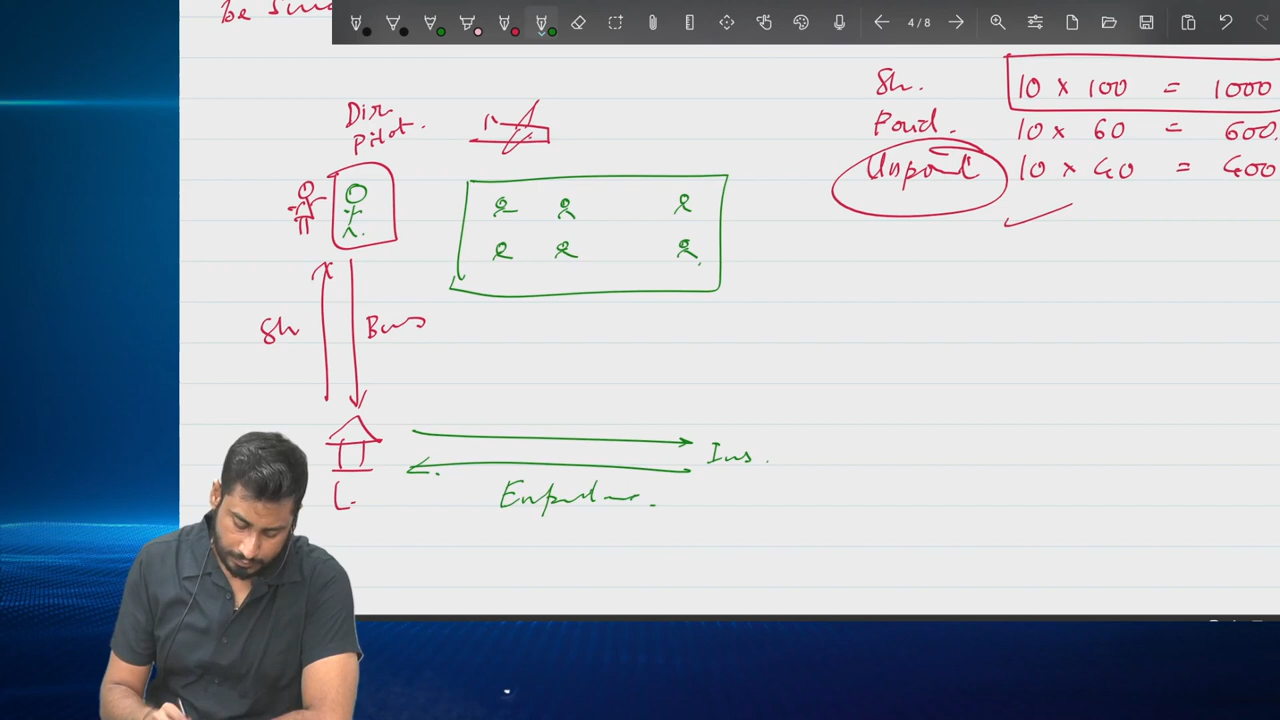 4/8
Sh. 10 x 100 = 1000
Paid. 10 x 60 = 600.
Unpaid 10 x 40 = 400
Dir.
Pilot.
Sh
Bus
Ins.
L.